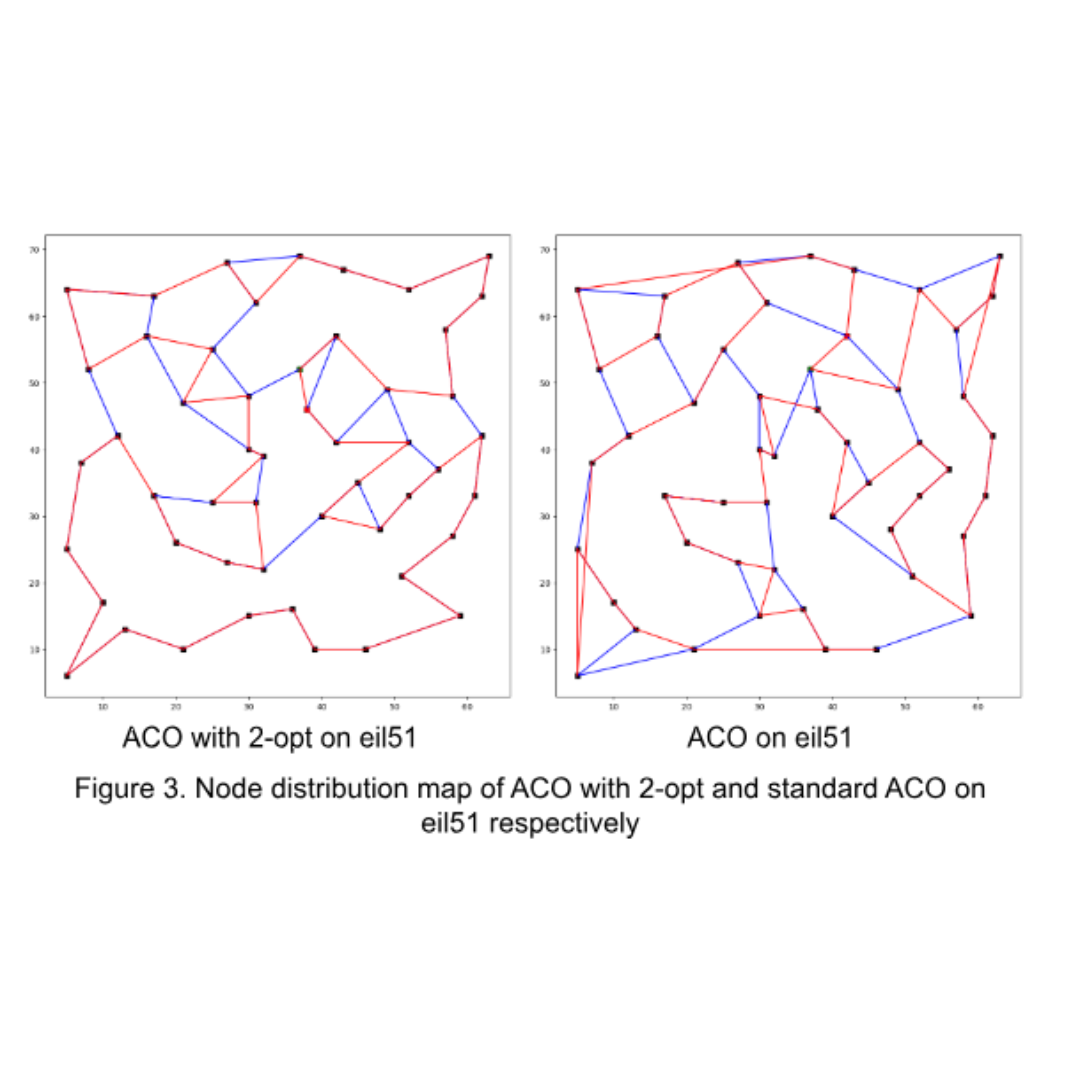 70
60
50
40
30
20
10
10 20 30 40 50 60
70
60
50
40
30
20
10
10 20 30 40 50 60
ACO with 2-opt on eil51
ACO on eil51
Figure 3. Node distribution map of ACO with 2-opt and standard ACO on
eil51 respectively